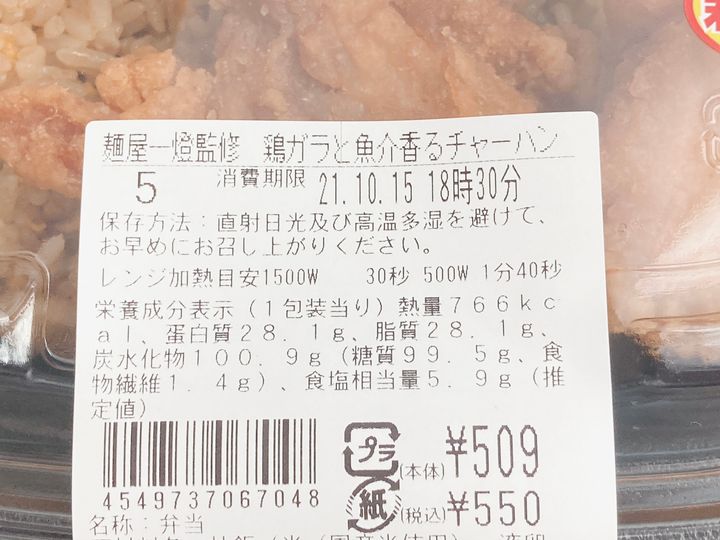 麺屋一燈監修 鶏ガラと魚介香るチャーハン
5 消費期限 21.10.15 18時30分
保存方法：直射日光及び高温多湿を避けて、
お早めにお召し上がりください。
レンジ加熱目安1500W 30秒 500W 1分40秒
栄養成分表示（1包装当り）熱量766kc
al、蛋白質28.1g、脂質28.1g、
炭水化物100.9g（糖質99.5g、食
物繊維1.4g）、食塩相当量5.9g（推
定値）
プラ (本体) ¥509
4549737067048
紙 (税込) ¥550
名称：弁当